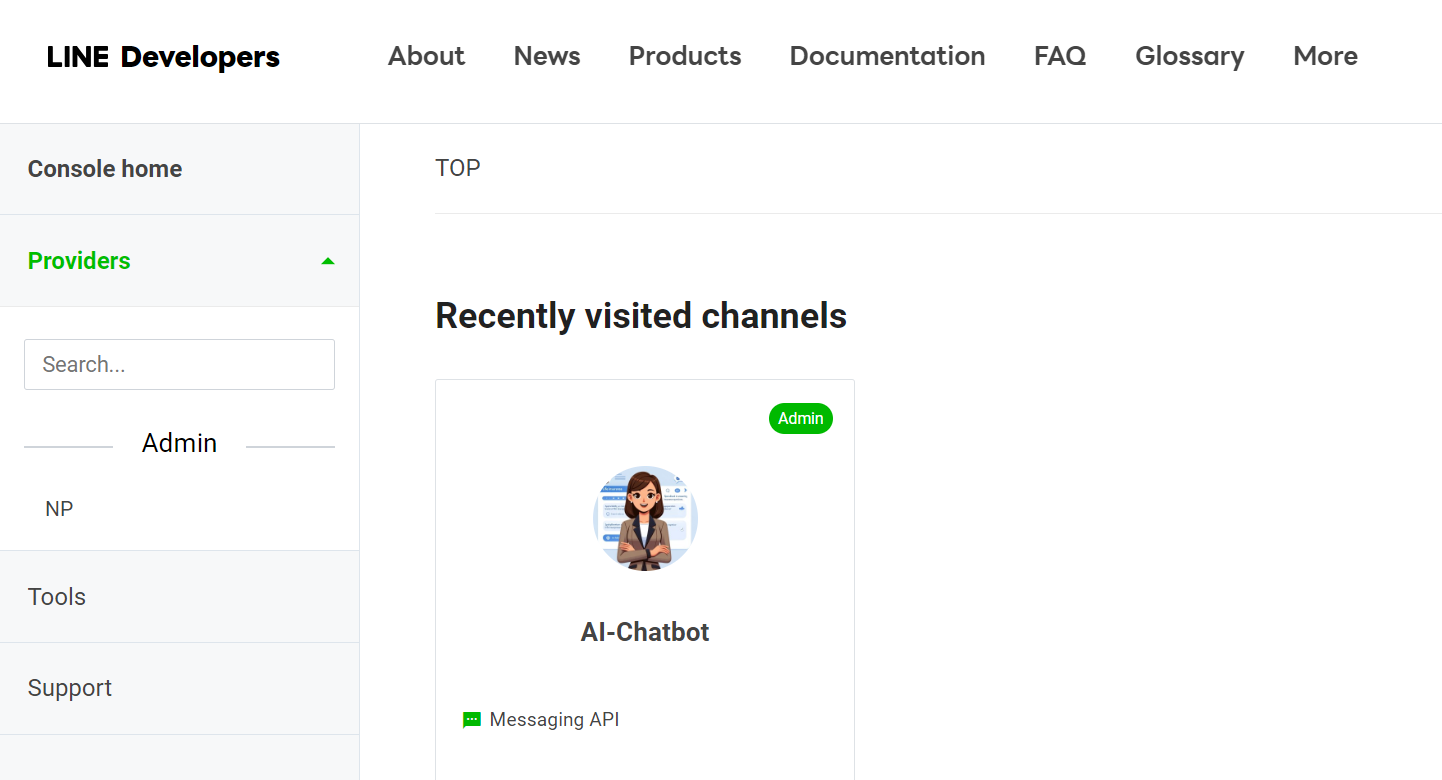 LINE Developers
About News Products Documentation FAQ Glossary More
Console home
Providers
Search...
Admin
NP
Tools
Support
TOP
Recently visited channels
Admin
AI-Chatbot
Messaging API